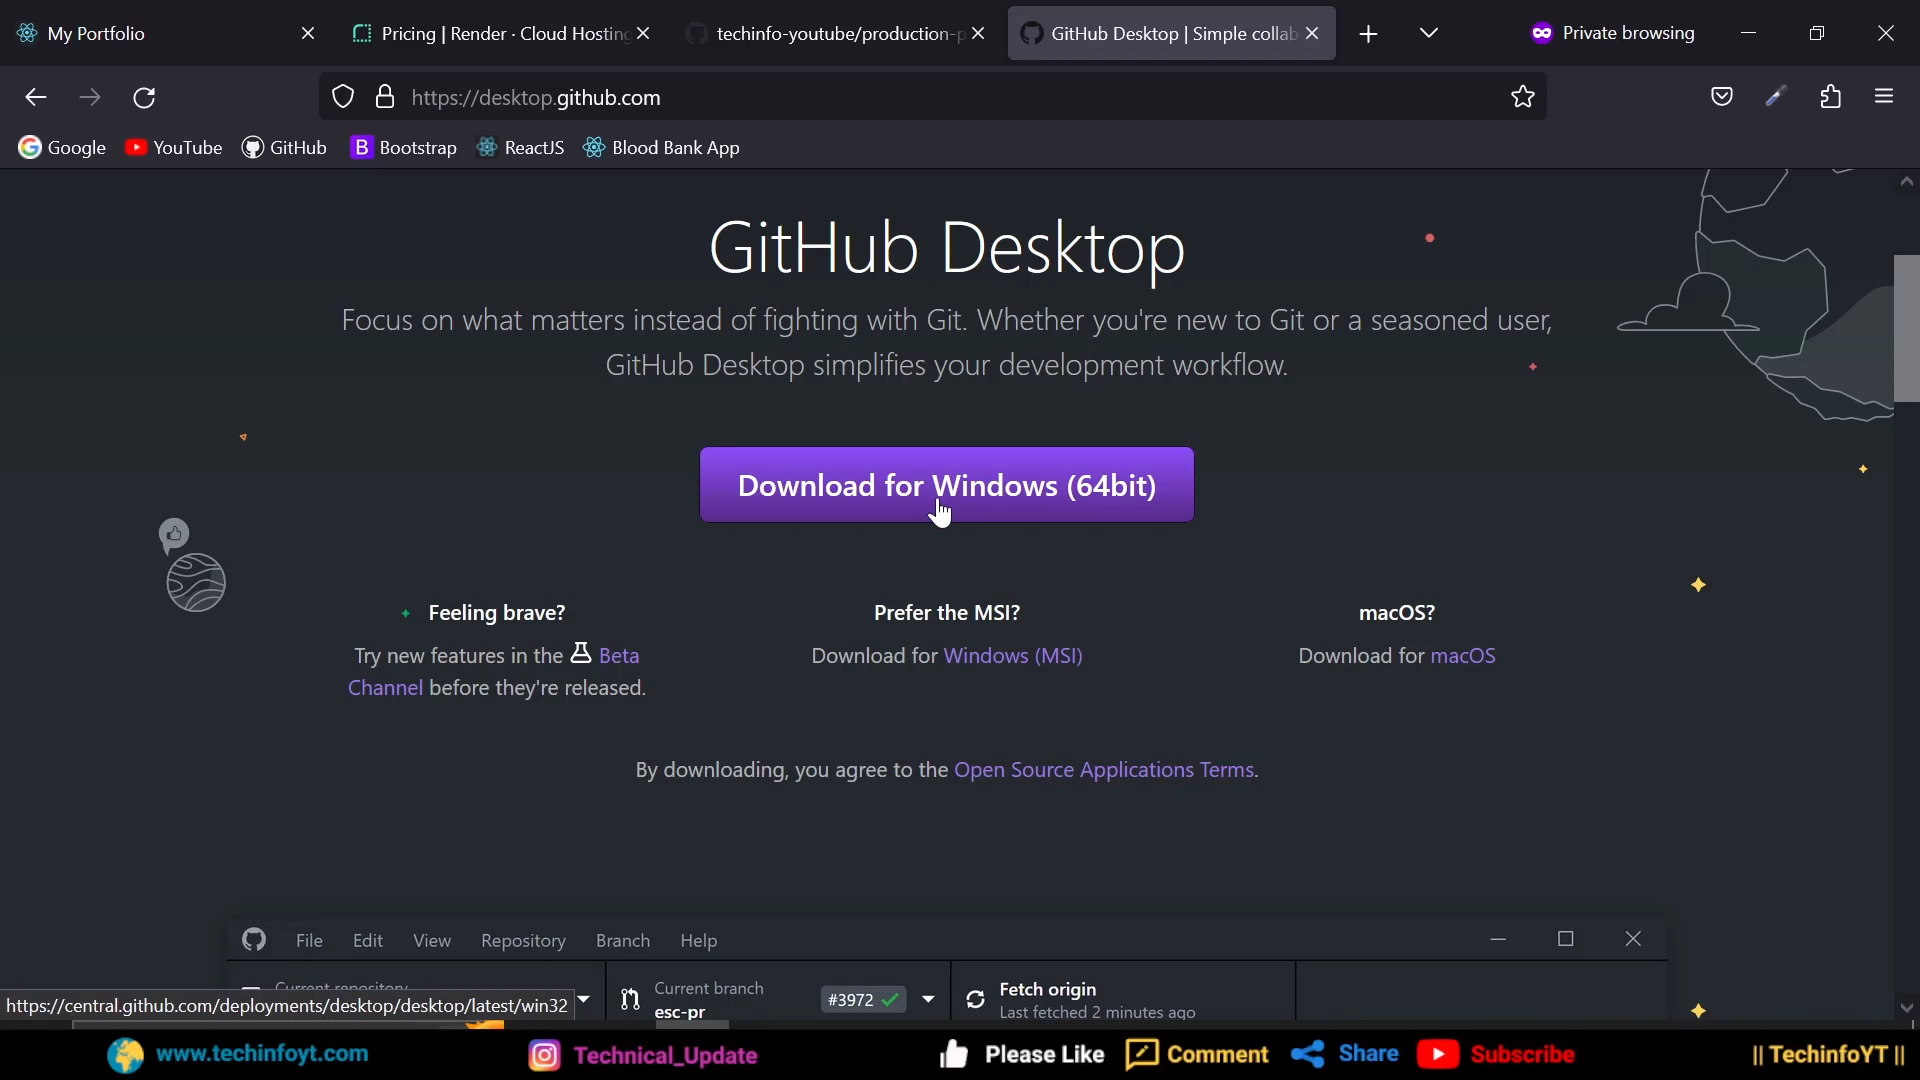 My Portfolio
Pricing | Render · Cloud Hosting
techinfo-youtube/production-p
GitHub Desktop | Simple collab
Private browsing
https://desktop.github.com
Google
YouTube
GitHub
B Bootstrap
ReactJS
Blood Bank App
GitHub Desktop
Focus on what matters instead of fighting with Git. Whether you're new to Git or a seasoned user,
GitHub Desktop simplifies your development workflow.
Download for Windows (64bit)
Feeling brave?
Try new features in the Beta
Channel before they're released.
Prefer the MSI?
Download for Windows (MSI)
macOS?
Download for macOS
By downloading, you agree to the Open Source Applications Terms.
File Edit View Repository Branch Help
Current repository
https://central.github.com/deployments/desktop/desktop/latest/win32
Current branch
esc-pr
#3972
Fetch origin
Last fetched 2 minutes ago
www.techinfoyt.com
Technical_Update
Please Like
Comment
Share
Subscribe
|| TechinfoYT ||